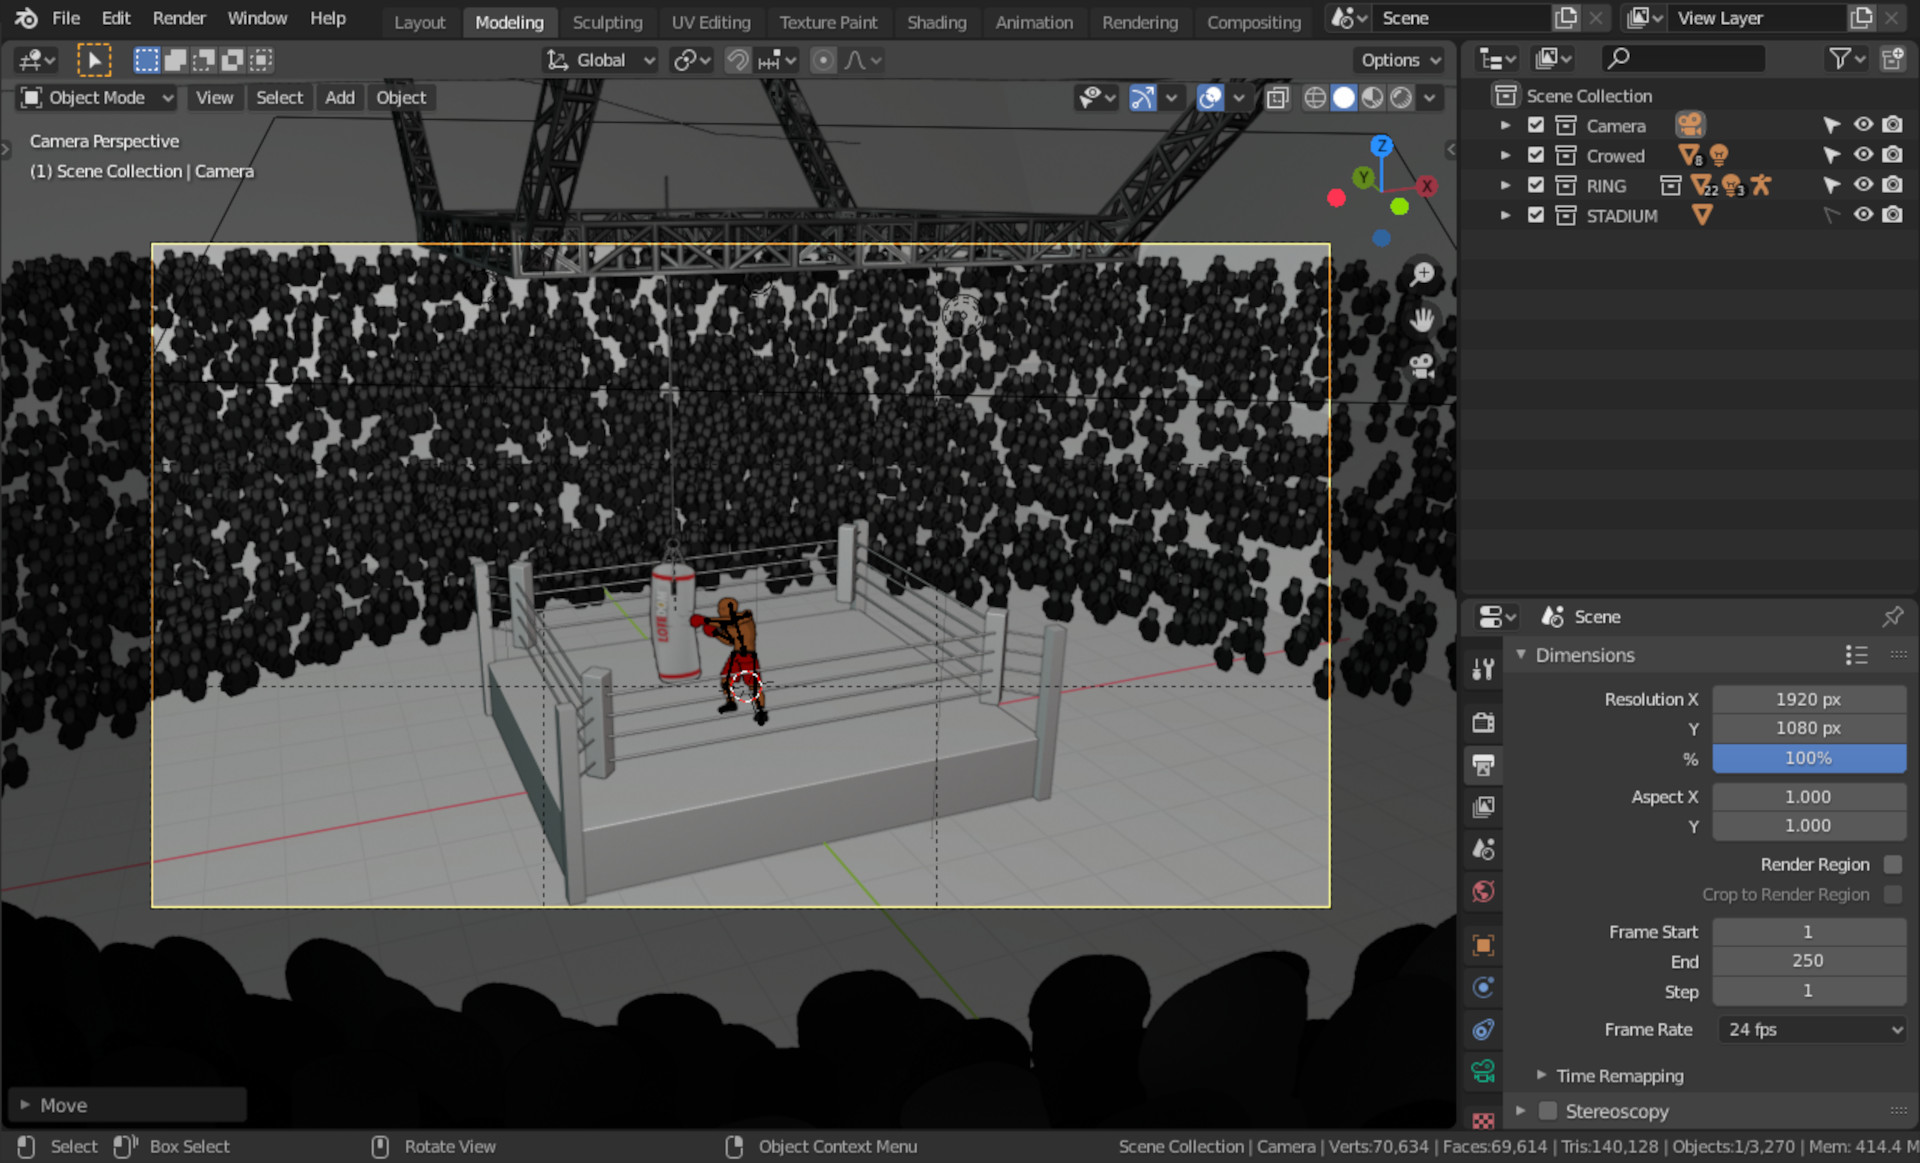 File Edit Render Window Help
Layout Modeling Sculpting UV Editing Texture Paint Shading Animation Rendering Compositing
Scene
View Layer
Global
Options
Object Mode View Select Add Object
Camera Perspective
(1) Scene Collection | Camera
Z
Y
X
Scene Collection
Camera
Crowed 8
RING 22 3
STADIUM
Scene
Dimensions
Resolution X 1920 px
Y 1080 px
% 100%
Aspect X 1.000
Y 1.000
Render Region
Crop to Render Region
Frame Start 1
End 250
Step 1
Frame Rate 24 fps
Time Remapping
Stereoscopy
Move
Select Box Select Rotate View Object Context Menu
Scene Collection | Camera | Verts:70,634 | Faces:69,614 | Tris:140,128 | Objects:1/3,270 | Mem: 414.4 M